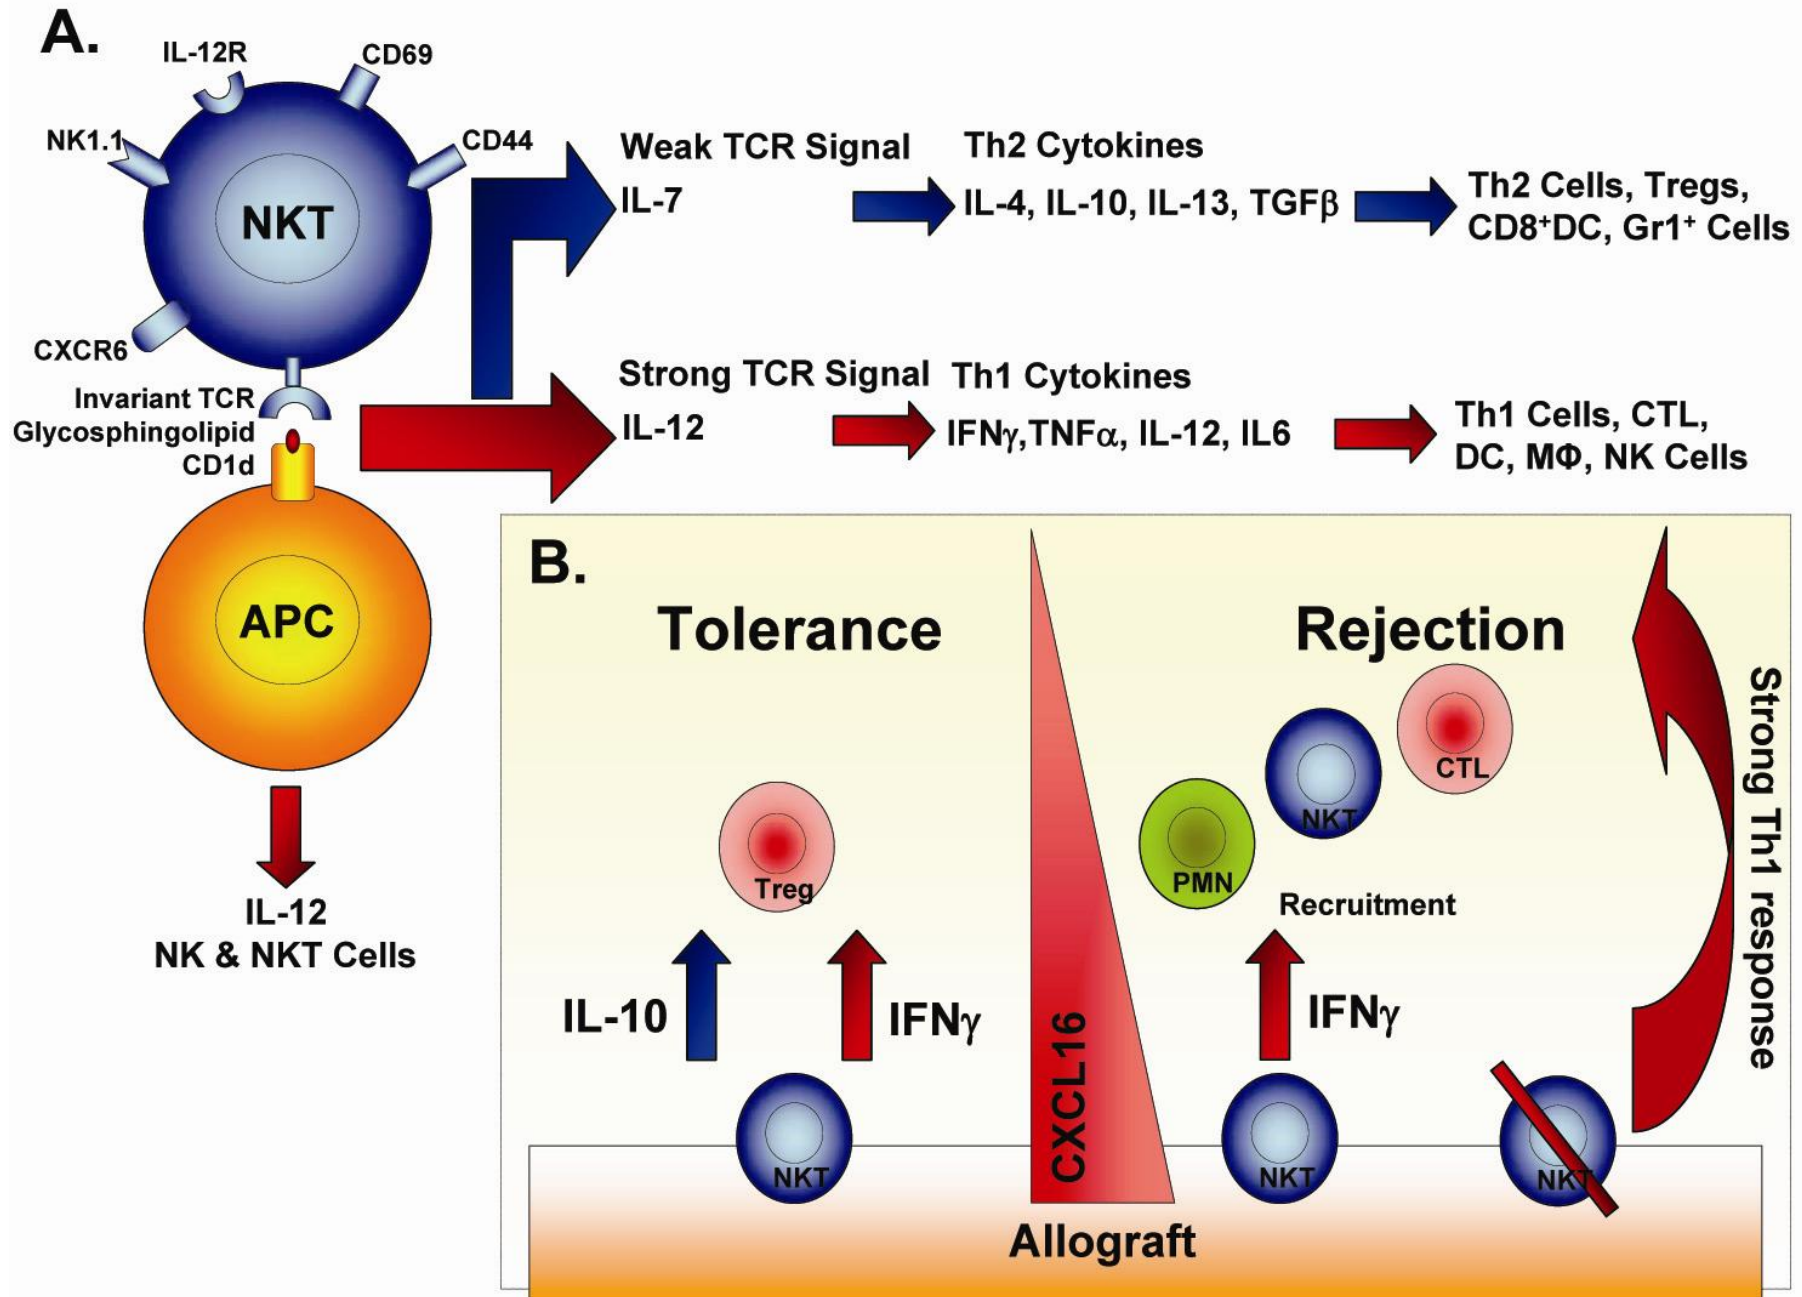 A.
IL-12R
CD69
NK1.1
CD44
NKT
CXCR6
Invariant TCR
Glycosphingolipid
CD1d
APC
IL-12
NK & NKT Cells
Weak TCR Signal
IL-7
Th2 Cytokines
IL-4, IL-10, IL-13, TGFβ
Th2 Cells, Tregs,
CD8⁺DC, Gr1⁺ Cells
Strong TCR Signal
IL-12
Th1 Cytokines
IFNγ,TNFα, IL-12, IL6
Th1 Cells, CTL,
DC, MΦ, NK Cells
B.
Tolerance
Treg
IL-10
IFNγ
NKT
CXCL16
Rejection
CTL
NKT
PMN
Recruitment
IFNγ
NKT
NKT
Strong Th1 response
Allograft